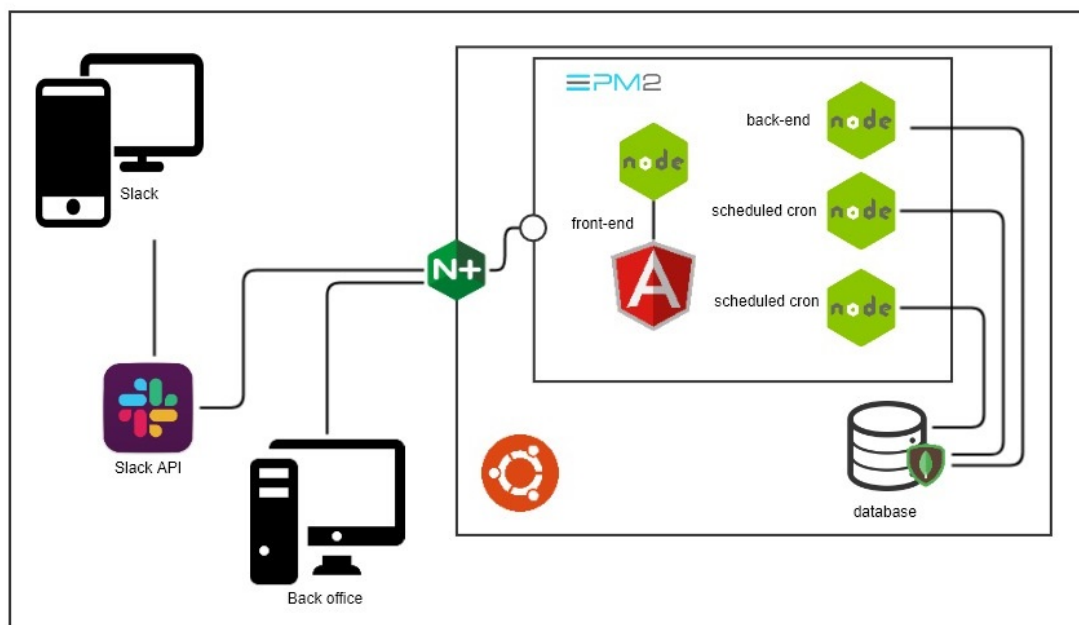 PM2
back-end
node
node
Slack
scheduled cron
node
front-end
N+
scheduled cron
node
Slack API
database
Back office